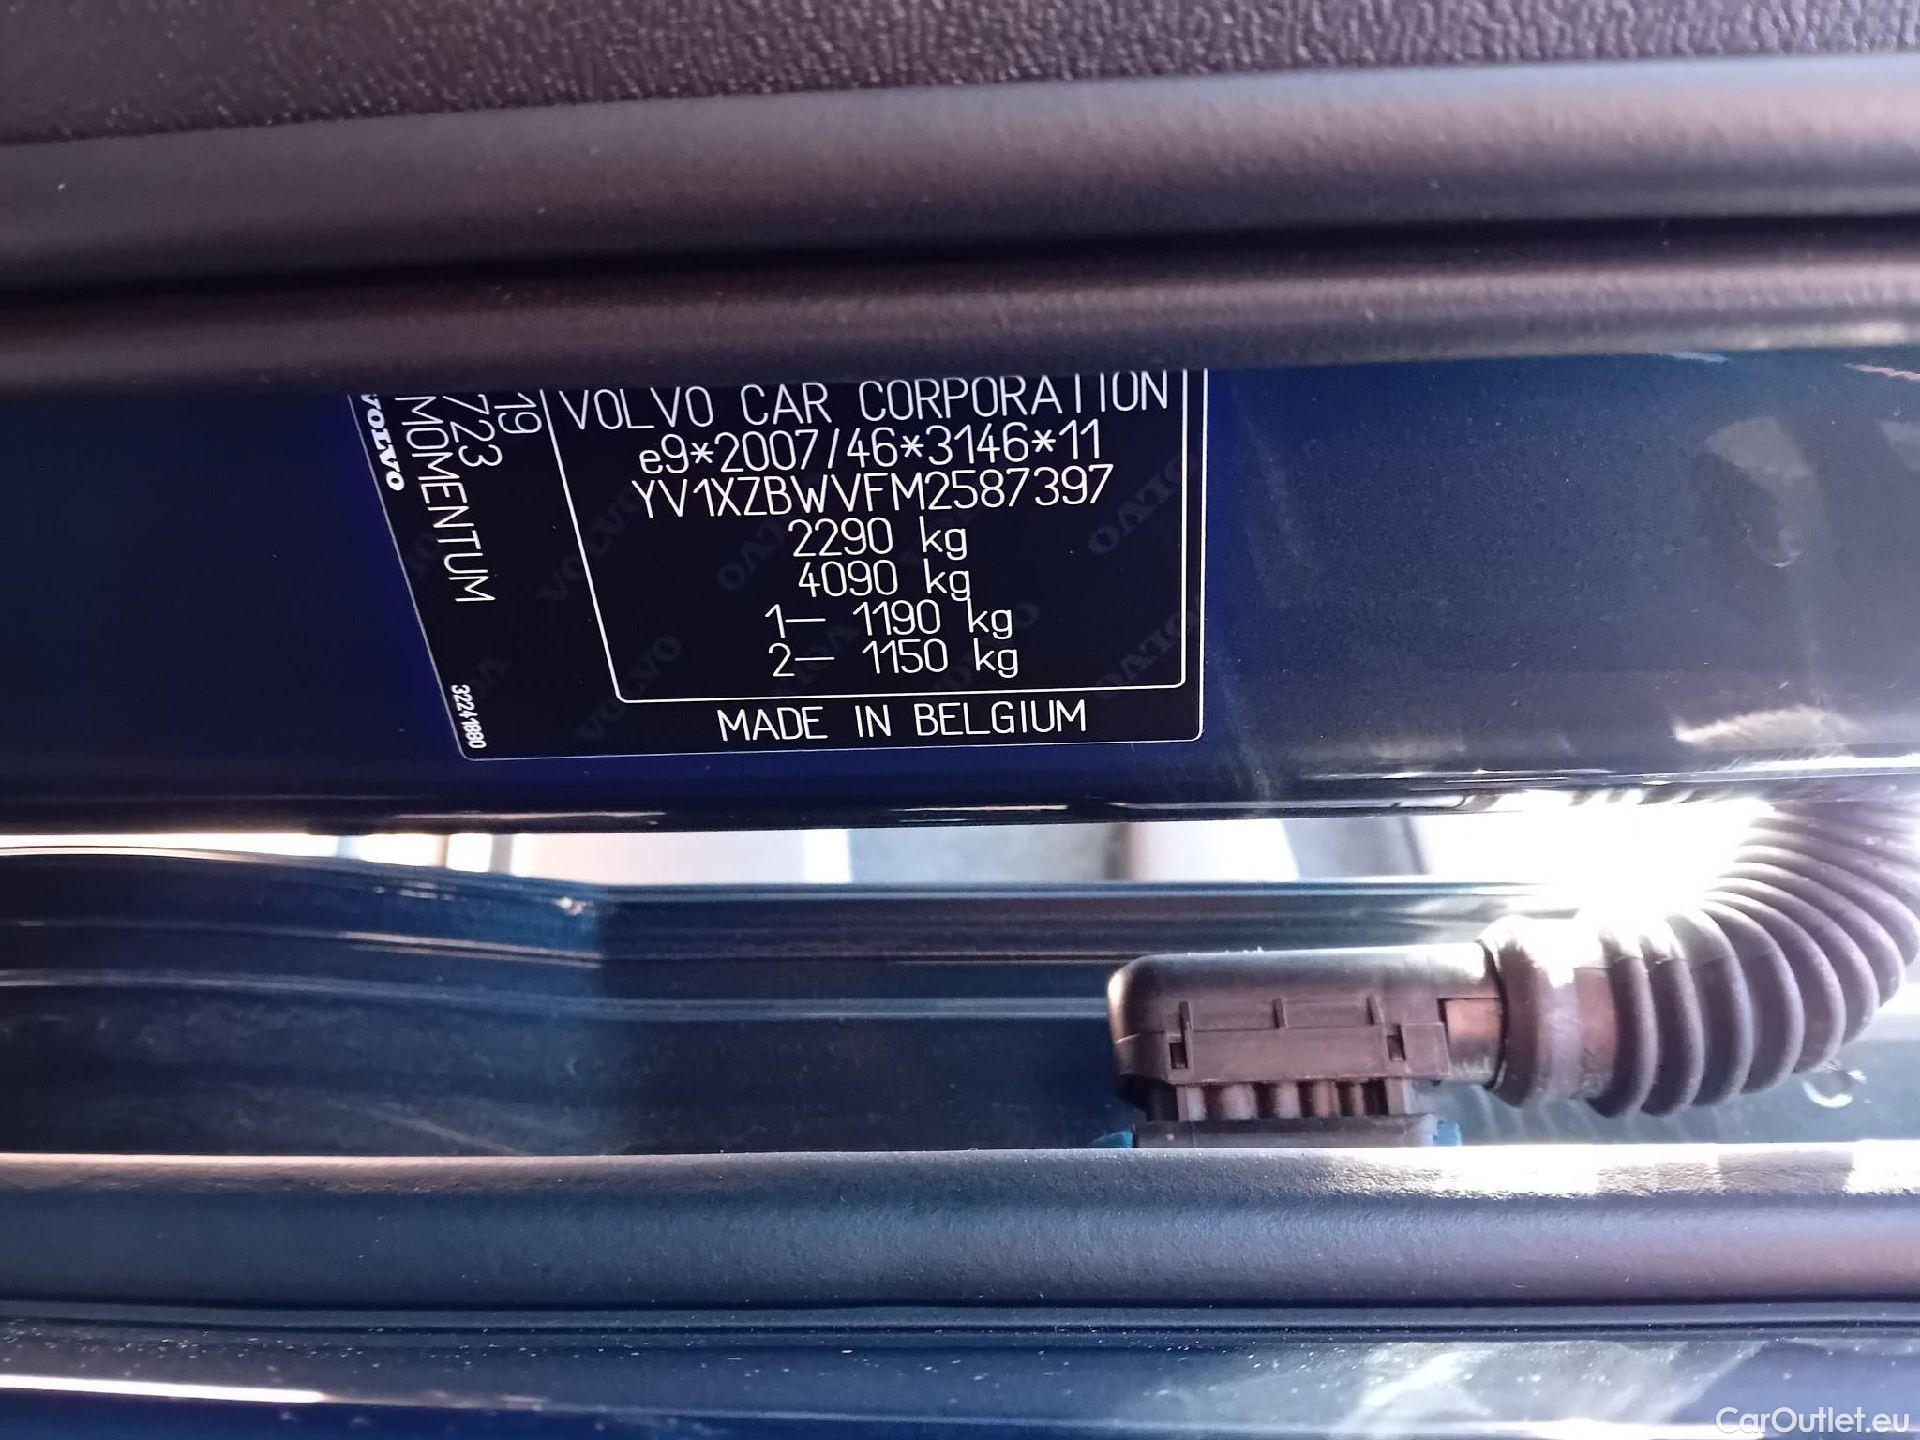 VOLVO CAR CORPORATION
e9*2007/46*3146*11
YV1XZBWVFM2587397
2290 kg
4090 kg
1— 1190 kg
2— 1150 kg
MADE IN BELGIUM
19
723
MOMENTUM
VOLVO
32241880
CarOutlet.eu